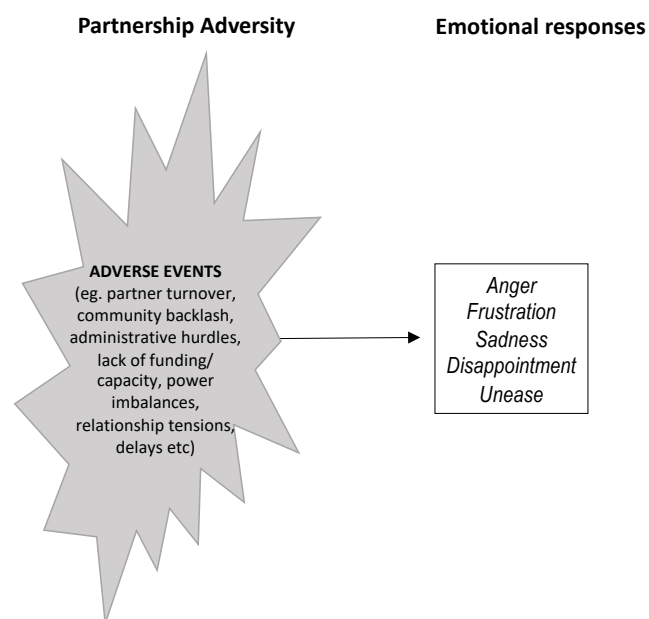 Partnership Adversity
Emotional responses
ADVERSE EVENTS
(eg. partner turnover,
community backlash,
administrative hurdles,
lack of funding/
capacity, power
imbalances,
relationship tensions,
delays etc)
Anger
Frustration
Sadness
Disappointment
Unease